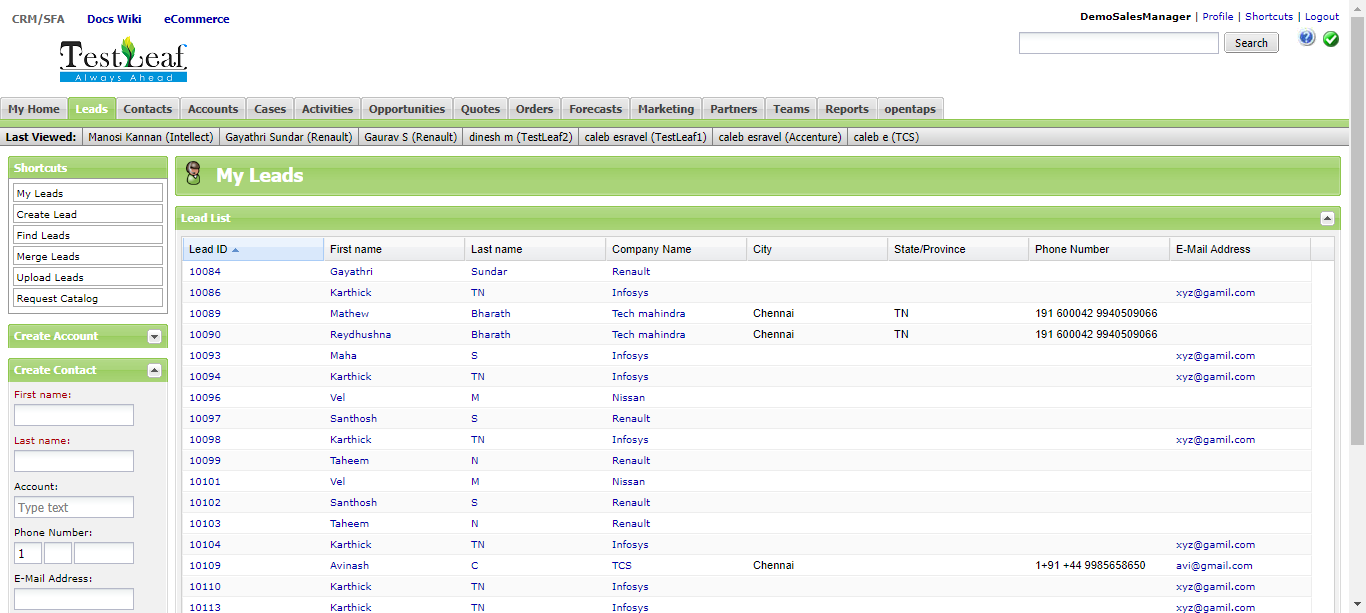 CRM/SFA Docs Wiki eCommerce
DemoSalesManager | Profile | Shortcuts | Logout
Search
TestLeaf
Always Ahead
My Home Leads Contacts Accounts Cases Activities Opportunities Quotes Orders Forecasts Marketing Partners Teams Reports opentaps
Last Viewed: Manosi Kannan (Intellect) Gayathri Sundar (Renault) Gaurav S (Renault) dinesh m (TestLeaf2) caleb esravel (TestLeaf1) caleb esravel (Accenture) caleb e (TCS)
Shortcuts
My Leads
Create Lead
Find Leads
Merge Leads
Upload Leads
Request Catalog
Create Account
Create Contact
First name:
Last name:
Account:
Type text
Phone Number:
1
E-Mail Address:
My Leads
Lead List
Lead ID First name Last name Company Name City State/Province Phone Number E-Mail Address
10084 Gayathri Sundar Renault
10086 Karthick TN Infosys xyz@gamil.com
10089 Mathew Bharath Tech mahindra Chennai TN 191 600042 9940509066
10090 Reydhushna Bharath Tech mahindra Chennai TN 191 600042 9940509066
10093 Maha S Infosys xyz@gamil.com
10094 Karthick TN Infosys xyz@gamil.com
10096 Vel M Nissan
10097 Santhosh S Renault
10098 Karthick TN Infosys xyz@gamil.com
10099 Taheem N Renault
10101 Vel M Nissan
10102 Santhosh S Renault
10103 Taheem N Renault
10104 Karthick TN Infosys xyz@gamil.com
10109 Avinash C TCS Chennai 1+91 +44 9985658650 avi@gmail.com
10110 Karthick TN Infosys xyz@gamil.com
10113 Karthick TN Infosys xyz@gamil.com